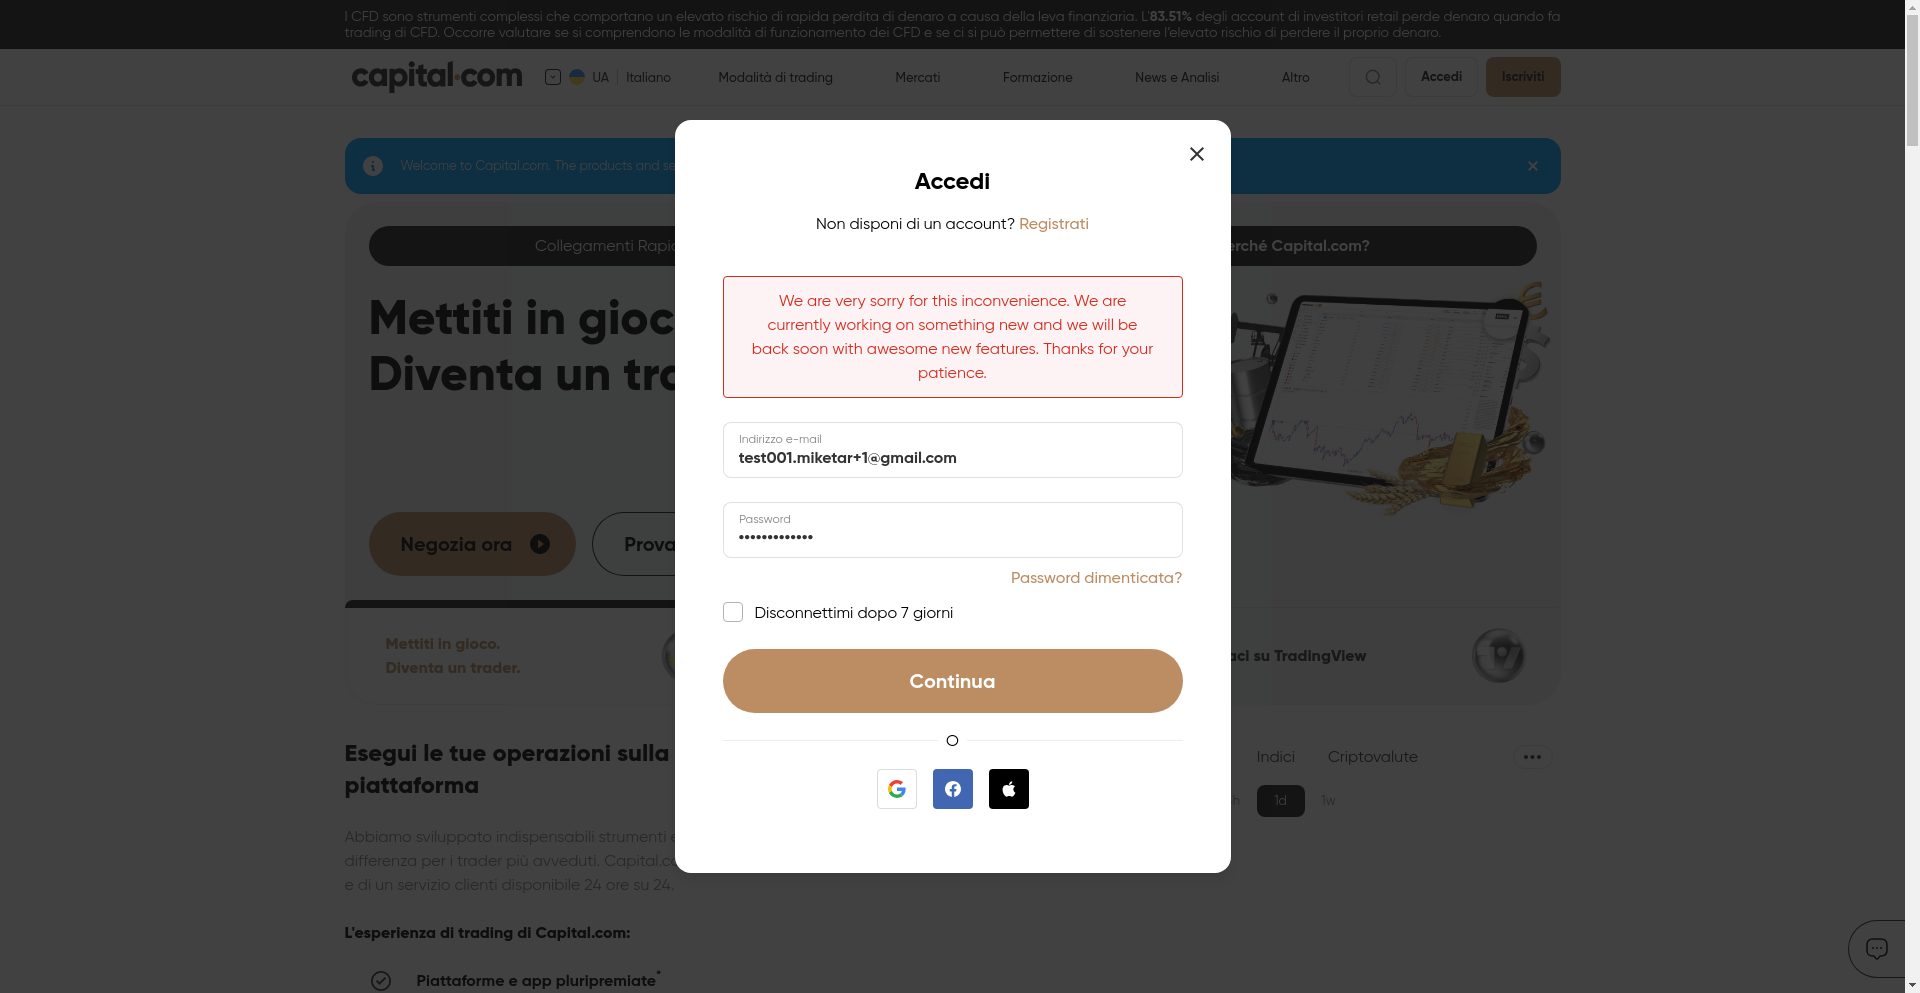 I CFD sono strumenti complessi che comportano un elevato rischio di rapida perdita di denaro a causa della leva finanziaria. L'83.51% degli account di investitori retail perde denaro quando fa
trading di CFD. Occorre valutare se si comprendono le modalità di funzionamento dei CFD e se ci si può permettere di sostenere l'elevato rischio di perdere il proprio denaro.
capital.com
UA
Italiano
Modalità di trading
Mercati
Formazione
News e Analisi
Altro
Accedi
Iscriviti
Welcome to Capital.com. The products and se
Accedi
Non disponi di un account? Registrati
Collegamenti Rapid
erché Capital.com?
We are very sorry for this inconvenience. We are
currently working on something new and we will be
back soon with awesome new features. Thanks for your
patience.
Mettiti in gioc
Diventa un tra
Indirizzo e-mail
test001.miketar+1@gmail.com
Password
•••••••••••••
Password dimenticata?
Negozia ora
Prova
Disconnettimi dopo 7 giorni
Mettiti in gioco.
Diventa un trader.
aci su TradingView
Continua
O
Esegui le tue operazioni sulla
piattaforma
Indici
Criptovalute
h
1d
1w
Abbiamo sviluppato indispensabili strumenti e
differenza per i trader più avveduti. Capital.co
e di un servizio clienti disponibile 24 ore su 24.
L'esperienza di trading di Capital.com:
Piattaforme e app pluripremiate*